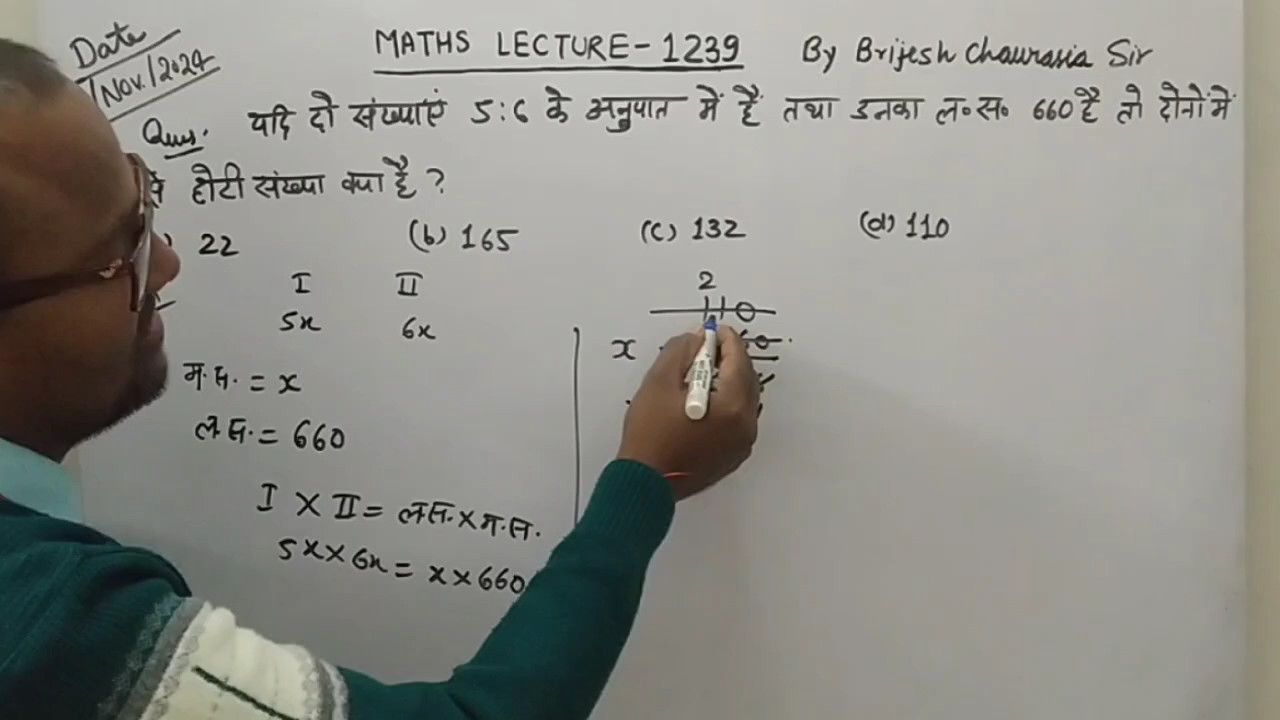 Date
/Nov./2024
MATHS LECTURE-1239
By Brijesh Chaurasia Sir
Ques. यदि दो संख्याएं 5:6 के अनुपात में है तथा उनका ल०स० 660 है तो दोनो में
से छोटी संख्या क्या है ?
22 (b) 165 (c) 132 (d) 110
I II
5x 6x
म.स. = x
ल.स. = 660
I X II = ल.स. x म.स.
5x x 6x = x x 660
2
110
x